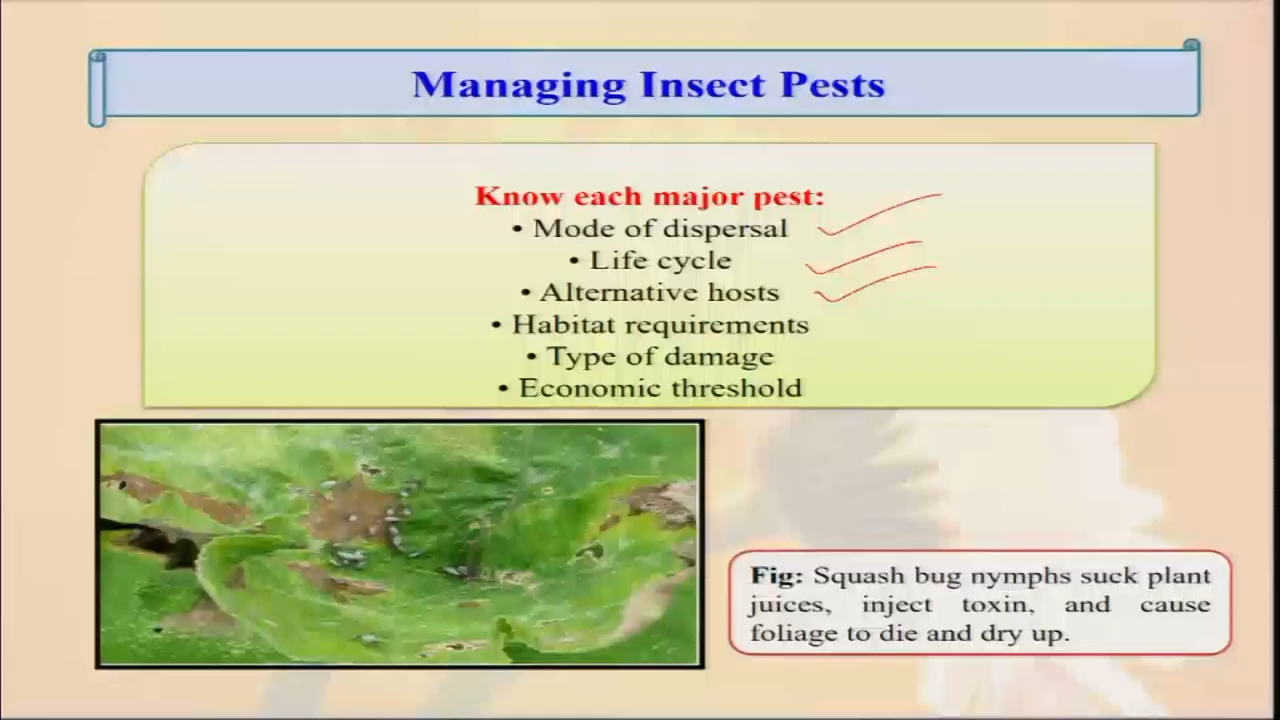 Managing Insect Pests
Know each major pest:
• Mode of dispersal
• Life cycle
• Alternative hosts
• Habitat requirements
• Type of damage
• Economic threshold
Fig: Squash bug nymphs suck plant
juices, inject toxin, and cause
foliage to die and dry up.